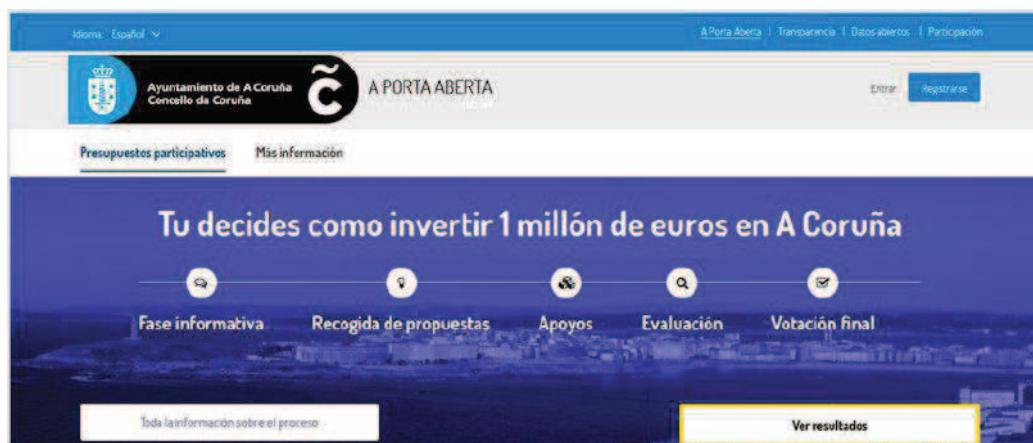 Idioma: Español
A Porta Aberta | Transparencia | Datos abiertos | Participación
Ayuntamiento de A Coruña
Concello da Coruña
A PORTA ABERTA
Entrar
Registrarse
Presupuestos participativos
Más información
Tu decides como invertir 1 millón de euros en A Coruña
Fase informativa
Recogida de propuestas
Apoyos
Evaluación
Votación final
Toda la información sobre el proceso
Ver resultados